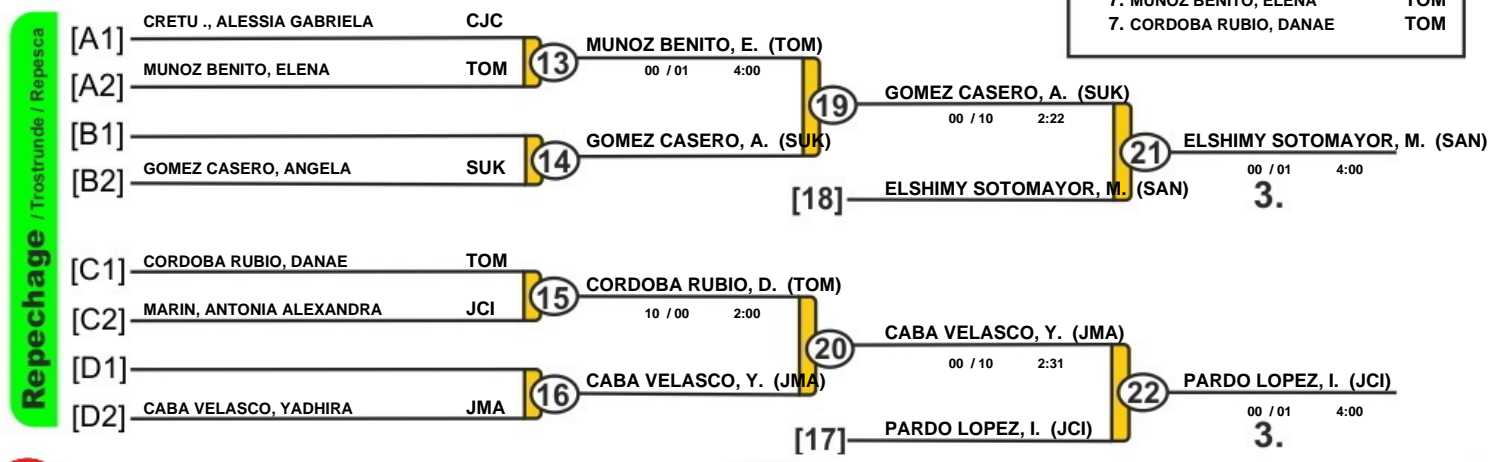 7. MUNOZ BENITO, ELENA TOM
7. CORDOBA RUBIO, DANAE TOM
Repechage / Trostrunde / Repesca
[A1] CRETU ., ALESSIA GABRIELA CJC
[A2] MUNOZ BENITO, ELENA TOM
13 MUNOZ BENITO, E. (TOM)
00 / 01 4:00
[B1]
[B2] GOMEZ CASERO, ANGELA SUK
14 GOMEZ CASERO, A. (SUK)
19 GOMEZ CASERO, A. (SUK)
00 / 10 2:22
[18] ELSHIMY SOTOMAYOR, M. (SAN)
21 ELSHIMY SOTOMAYOR, M. (SAN)
00 / 01 4:00
3.
[C1] CORDOBA RUBIO, DANAE TOM
[C2] MARIN, ANTONIA ALEXANDRA JCI
15 CORDOBA RUBIO, D. (TOM)
10 / 00 2:00
[D1]
[D2] CABA VELASCO, YADHIRA JMA
16 CABA VELASCO, Y. (JMA)
20 CABA VELASCO, Y. (JMA)
00 / 10 2:31
[17] PARDO LOPEZ, I. (JCI)
22 PARDO LOPEZ, I. (JCI)
00 / 01 4:00
3.